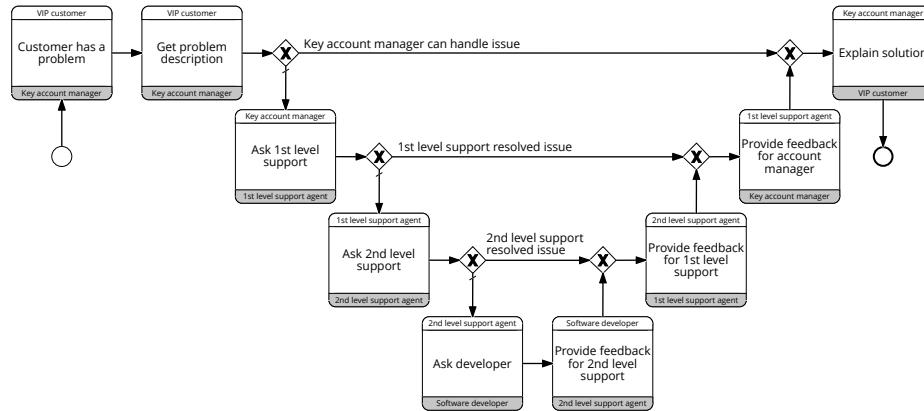 VIP customer
Customer has a
problem
Key account manager
VIP customer
Get problem
description
Key account manager
Key account manager can handle issue
Key account manager
Explain solution
VIP customer
Key account manager
Ask 1st level
support
1st level support agent
1st level support resolved issue
1st level support agent
Provide feedback
for account
manager
Key account manager
1st level support agent
Ask 2nd level
support
2nd level support agent
2nd level support
resolved issue
2nd level support agent
Provide feedback
for 1st level
support
1st level support agent
2nd level support agent
Ask developer
Software developer
Software developer
Provide feedback
for 2nd level
support
2nd level support agent